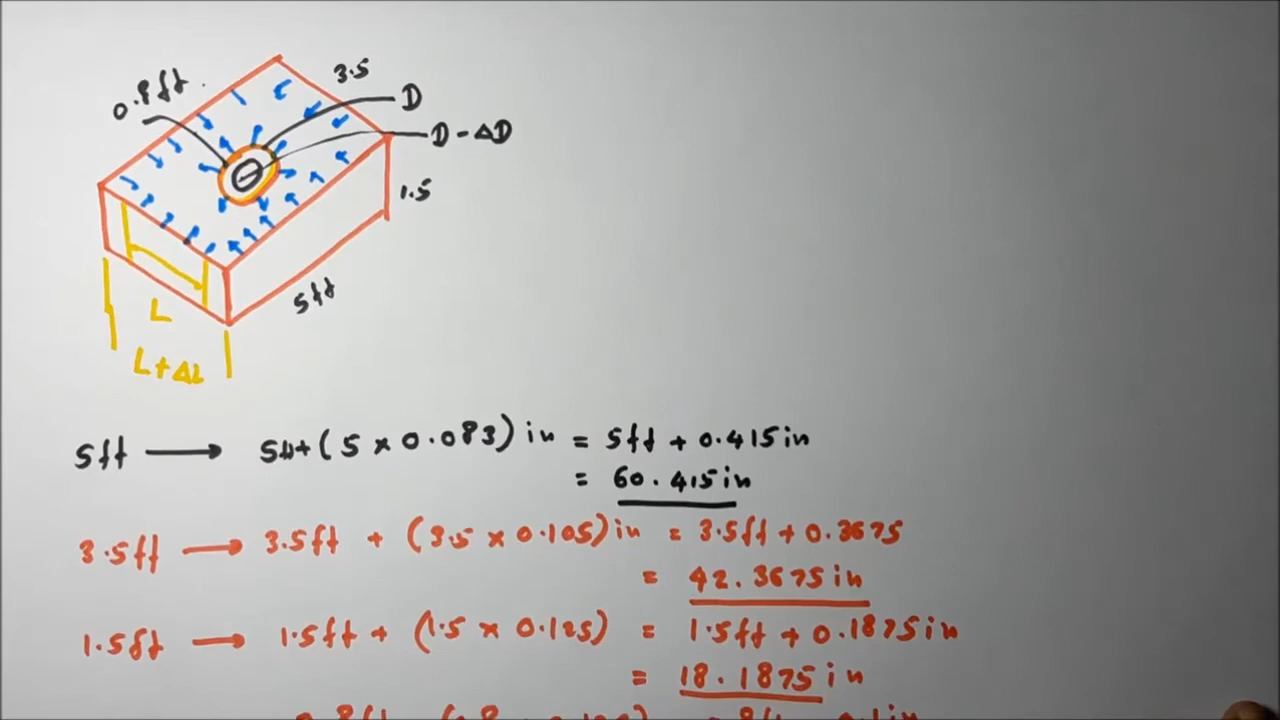 0.8ft.
3.5
D
D - ΔD
1.5
5ft
L
L + ΔL
5ft → 5ft + (5 × 0.083) in = 5ft + 0.415in
= 60.415in
3.5ft → 3.5ft + (3.5 × 0.105) in = 3.5ft + 0.3675
= 42.3675in
1.5ft → 1.5ft + (1.5 × 0.125) = 1.5ft + 0.1875in
= 18.1875in